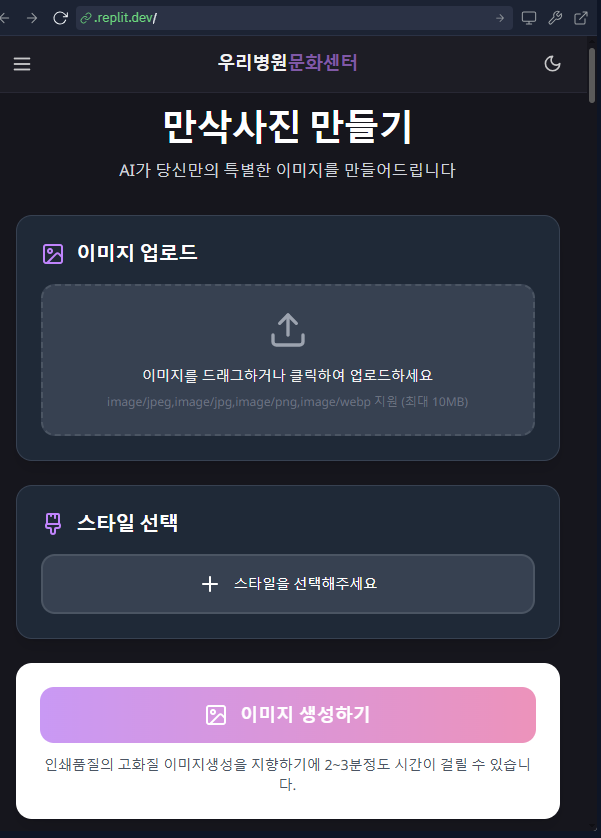 .replit.dev/
우리병원문화센터
만삭사진 만들기
AI가 당신만의 특별한 이미지를 만들어드립니다
이미지 업로드
이미지를 드래그하거나 클릭하여 업로드하세요
image/jpeg,image/jpg,image/png,image/webp 지원 (최대 10MB)
스타일 선택
스타일을 선택해주세요
이미지 생성하기
인쇄품질의 고화질 이미지생성을 지향하기에 2~3분정도 시간이 걸릴 수 있습니
다.